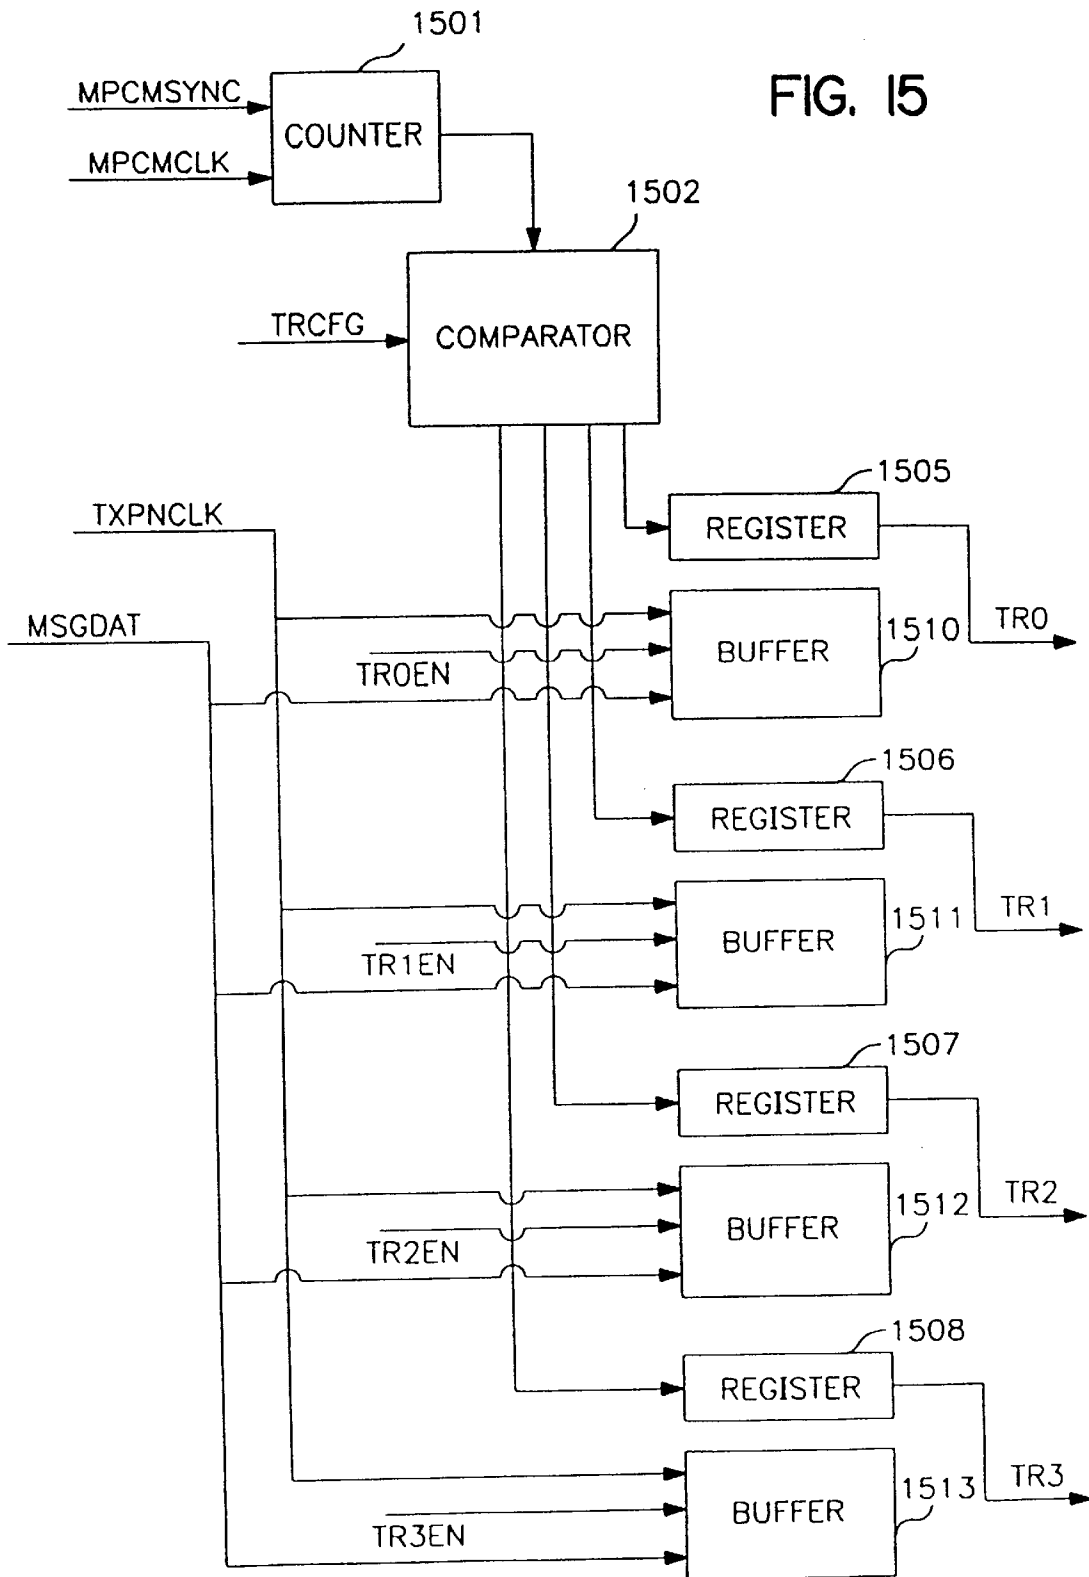 1501
FIG. 15
MPCMSYNC
COUNTER
MPCMCLK
1502
TRCFG
COMPARATOR
1505
TXPNCLK
REGISTER
MSGDAT
TR0
1510
BUFFER
TR0EN
1506
REGISTER
TR1
1511
BUFFER
TR1EN
1507
REGISTER
TR2
1512
BUFFER
TR2EN
1508
REGISTER
TR3
1513
BUFFER
TR3EN